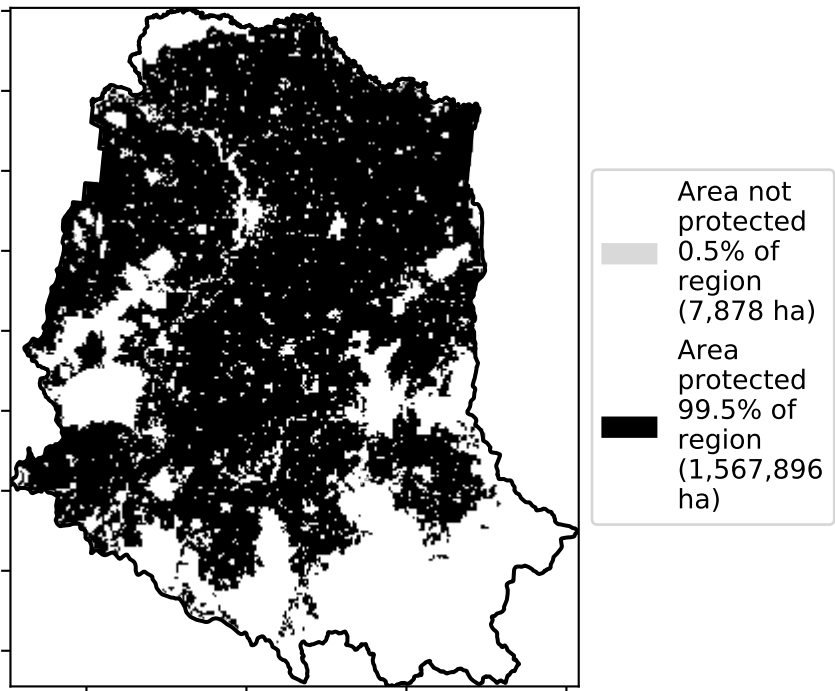 Area not
protected
0.5% of
region
(7,878 ha)
Area
protected
99.5% of
region
(1,567,896
ha)